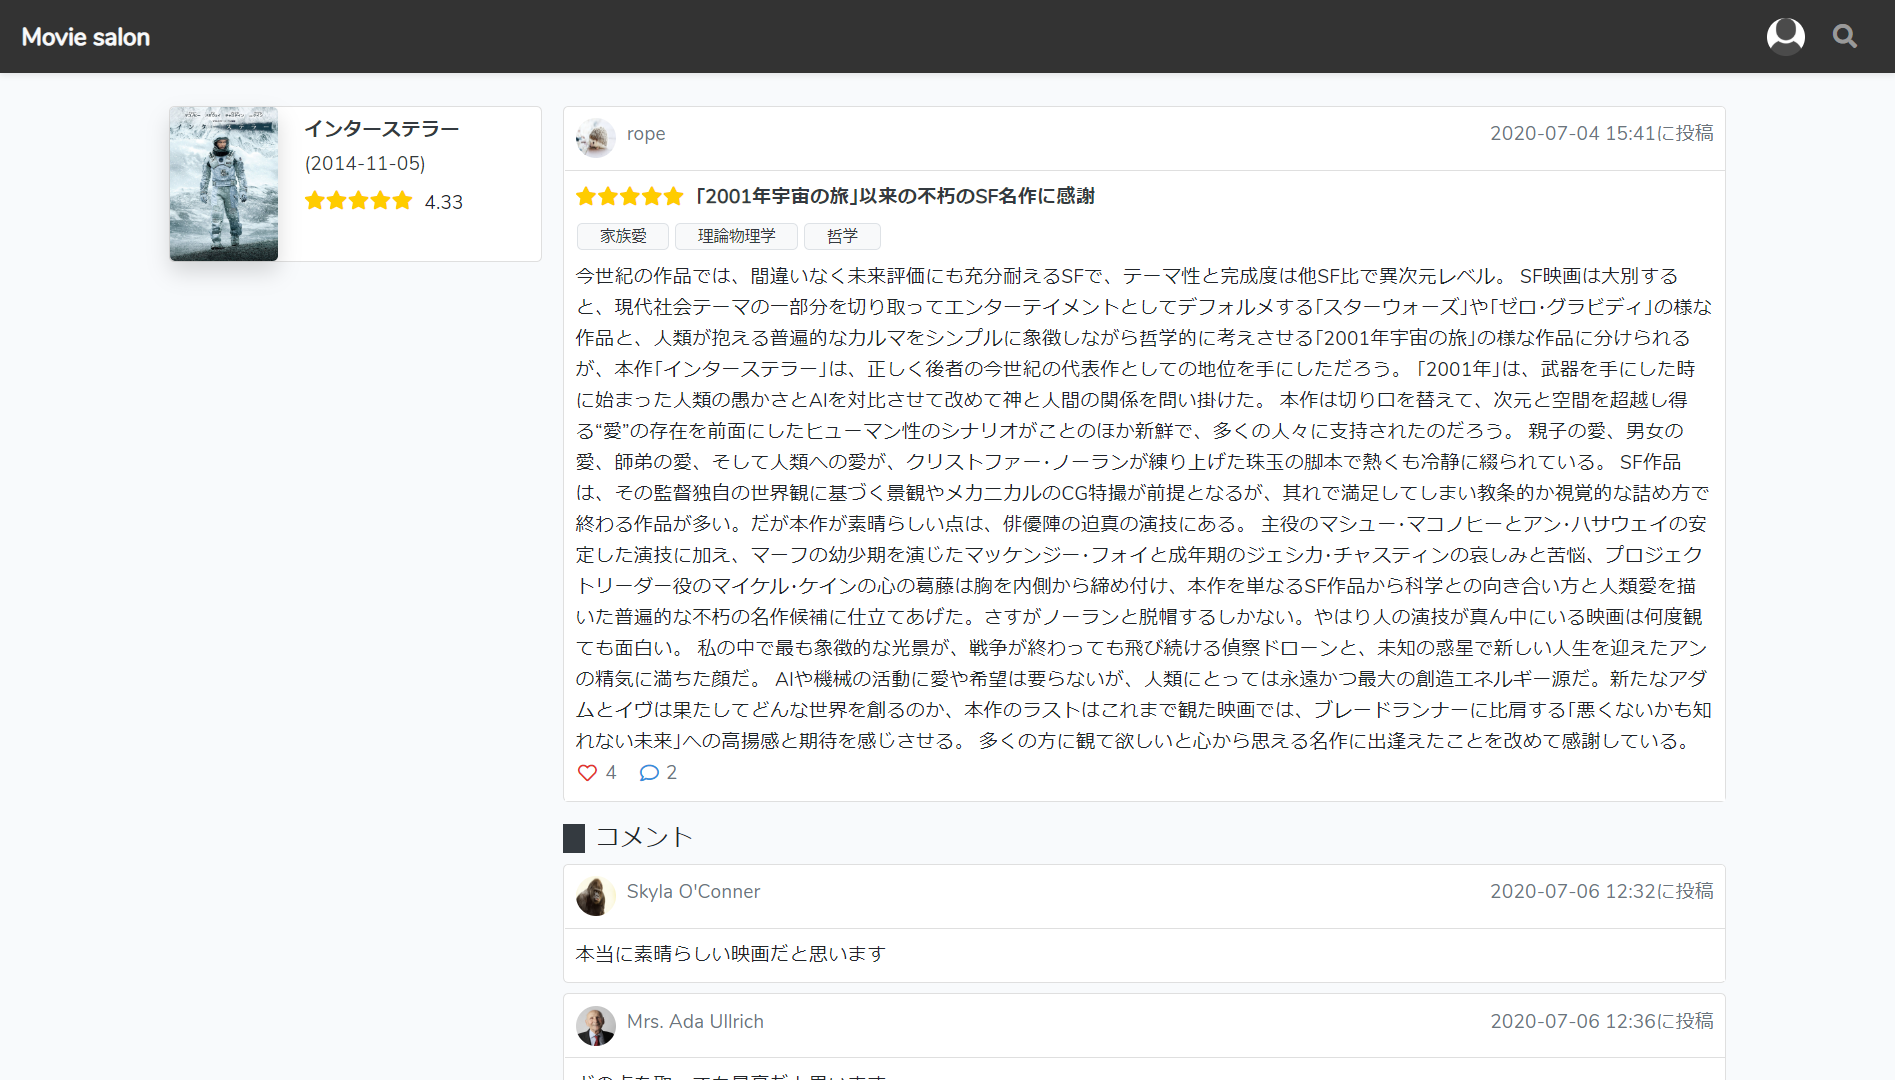 Movie salon
インターステラー
(2014-11-05)
4.33
rope
2020-07-04 15:41に投稿
「2001年宇宙の旅」以来の不朽のSF名作に感謝
家族愛
理論物理学
哲学
今世紀の作品では、間違いなく未来評価にも充分耐えるSFで、テーマ性と完成度は他SF比で異次元レベル。 SF映画は大別する
と、現代社会テーマの一部分を切り取ってエンターテイメントとしてデフォルメする「スターウォーズ」や「ゼロ・グラビディ」の様な
作品と、人類が抱える普遍的なカルマをシンプルに象徴しながら哲学的に考えさせる「2001年宇宙の旅」の様な作品に分けられる
が、本作「インターステラー」は、正しく後者の今世紀の代表作としての地位を手にしただろう。 「2001年」は、武器を手にした時
に始まった人類の愚かさとAIを対比させて改めて神と人間の関係を問い掛けた。 本作は切り口を替えて、次元と空間を超越し得
る“愛”の存在を前面にしたヒューマン性のシナリオがことのほか新鮮で、多くの人々に支持されたのだろう。 親子の愛、男女の
愛、師弟の愛、そして人類への愛が、クリストファー・ノーランが練り上げた珠玉の脚本で熱くも冷静に綴られている。 SF作品
は、その監督独自の世界観に基づく景観やメカニカルのCG特撮が前提となるが、其れで満足してしまい教条的か視覚的な詰め方で
終わる作品が多い。だが本作が素晴らしい点は、俳優陣の迫真の演技にある。 主役のマシュー・マコノヒーとアン・ハサウェイの安
定した演技に加え、マーフの幼少期を演じたマッケンジー・フォイと成年期のジェシカ・チャスティンの哀しみと苦悩、プロジェク
トリーダー役のマイケル・ケインの心の葛藤は胸を内側から締め付け、本作を単なるSF作品から科学との向き合い方と人類愛を描
いた普遍的な不朽の名作候補に仕立てあげた。さすがノーランと脱帽するしかない。やはり人の演技が真ん中にいる映画は何度観
ても面白い。 私の中で最も象徴的な光景が、戦争が終わっても飛び続ける偵察ドローンと、未知の惑星で新しい人生を迎えたアン
の精気に満ちた顔だ。 AIや機械の活動に愛や希望は要らないが、人類にとっては永遠かつ最大の創造エネルギー源だ。新たなアダ
ムとイヴは果たしてどんな世界を創るのか、本作のラストはこれまで観た映画では、ブレードランナーに比肩する「悪くないかも知
れない未来」への高揚感と期待を感じさせる。 多くの方に観て欲しいと心から思える名作に出逢えたことを改めて感謝している。
4
2
コメント
Skyla O'Conner
2020-07-06 12:32に投稿
本当に素晴らしい映画だと思います
Mrs. Ada Ullrich
2020-07-06 12:36に投稿